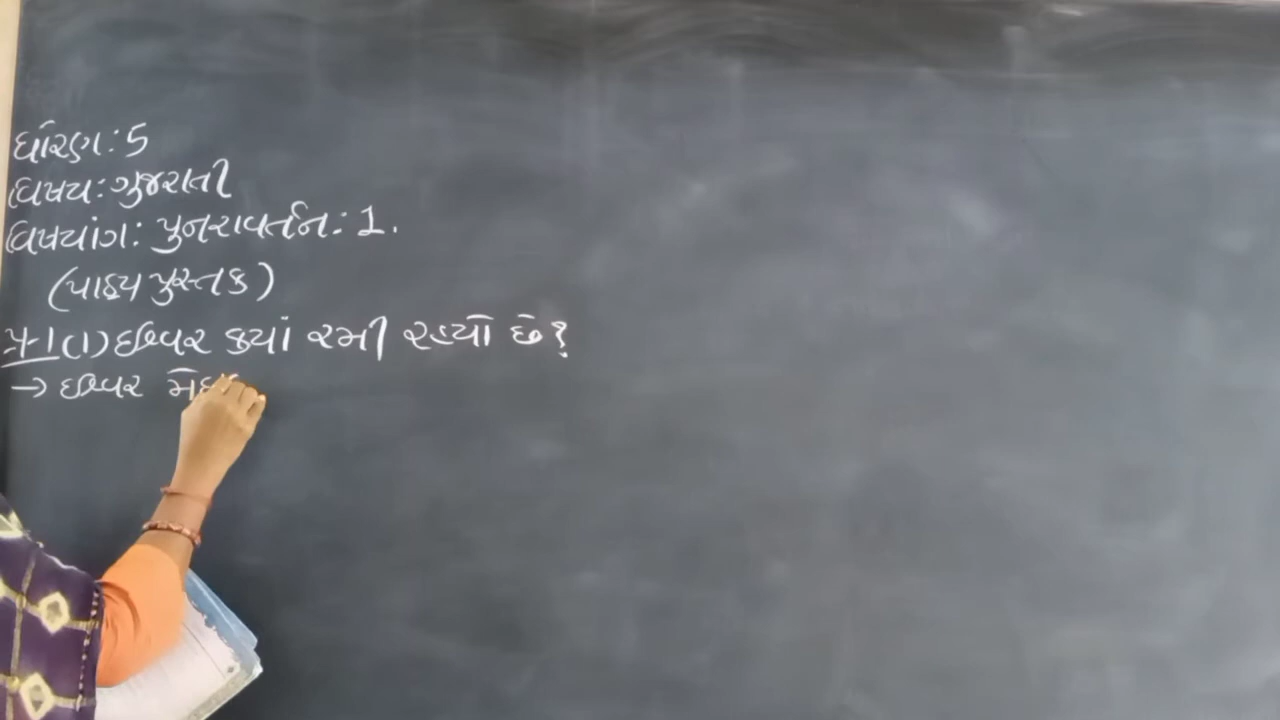 ધોરણ: 5
વિષય: ગુજરાતી
વિષયાંગ: પુનરાવર્તન: 1.
(પાઠ્યપુસ્તક)
પ્ર-1 (1) ઈશ્વર ક્યાં રમી રહ્યો છે?
→ ઈશ્વર